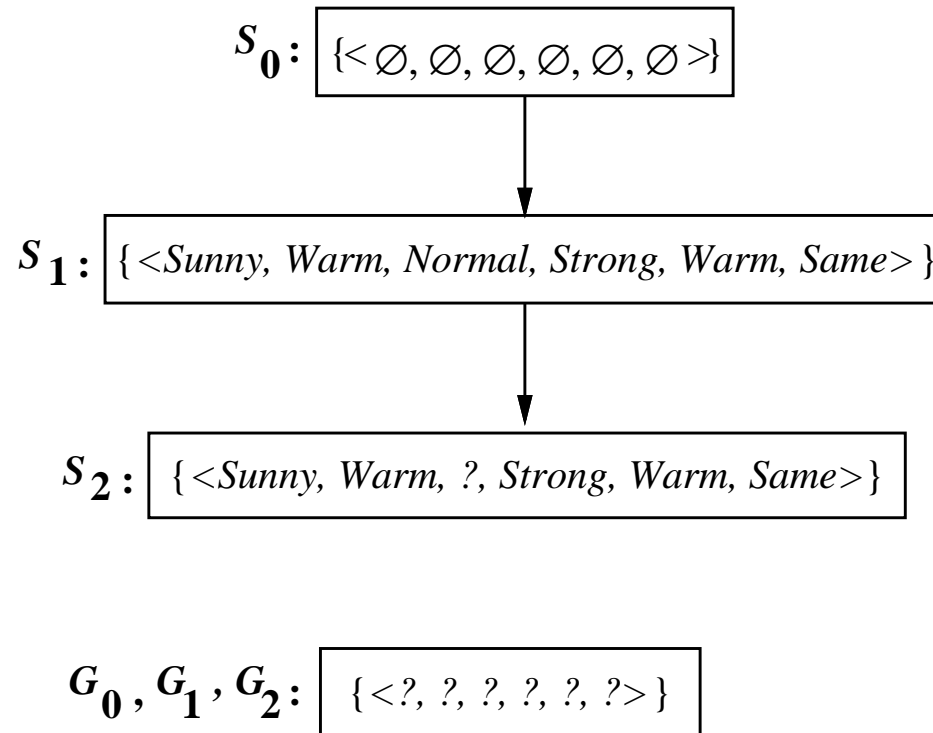 S0: {<∅, ∅, ∅, ∅, ∅, ∅>}
S1: {<Sunny, Warm, Normal, Strong, Warm, Same>}
S2: {<Sunny, Warm, ?, Strong, Warm, Same>}
G0, G1, G2: {<?, ?, ?, ?, ?, ?>}